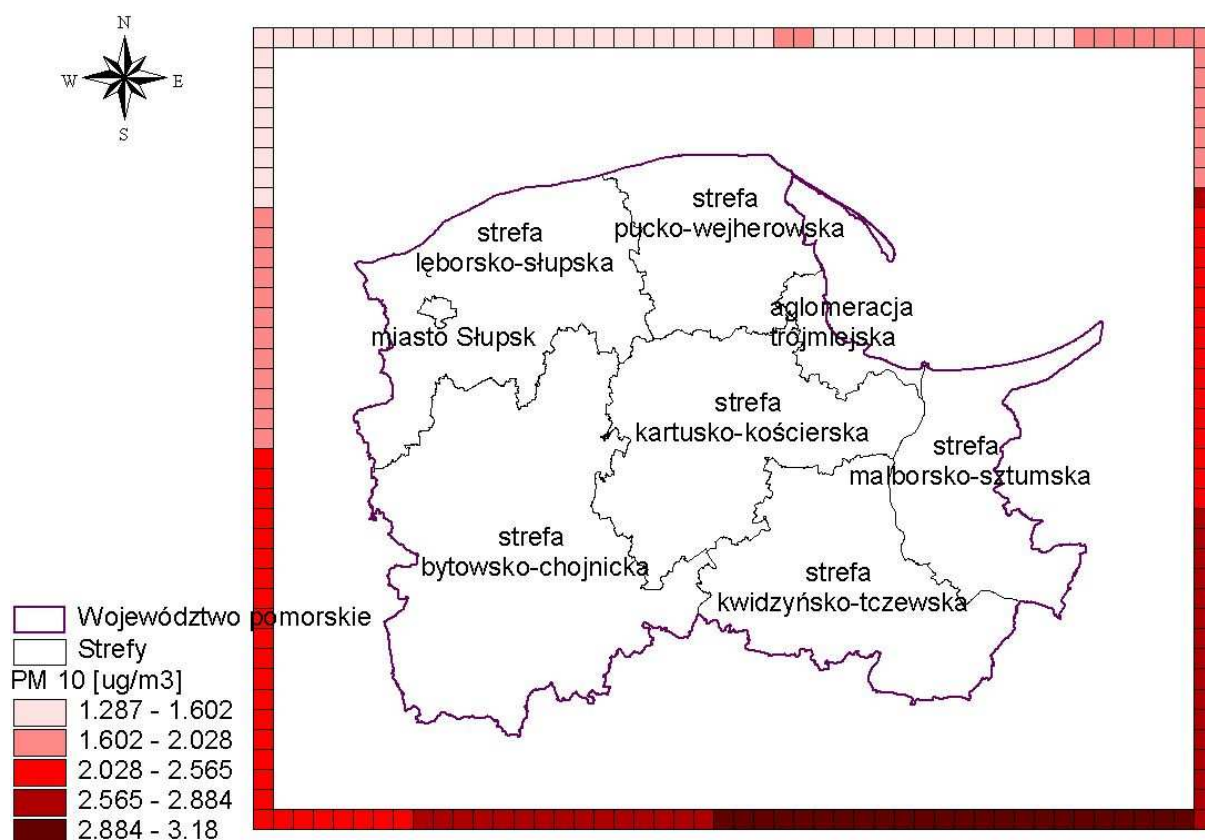 N
W E
S
strefa
pucko-wejherowska
strefa
lęborsko-słupska
aglomeracja
trójmiejska
miasto Słupsk
strefa
kartusko-kościerska
strefa
malborsko-sztumska
strefa
bytowsko-chojnicka
strefa
kwidzyńsko-tczewska
Województwo pomorskie
Strefy
PM 10 [ug/m3]
1.287 - 1.602
1.602 - 2.028
2.028 - 2.565
2.565 - 2.884
2.884 - 3.18